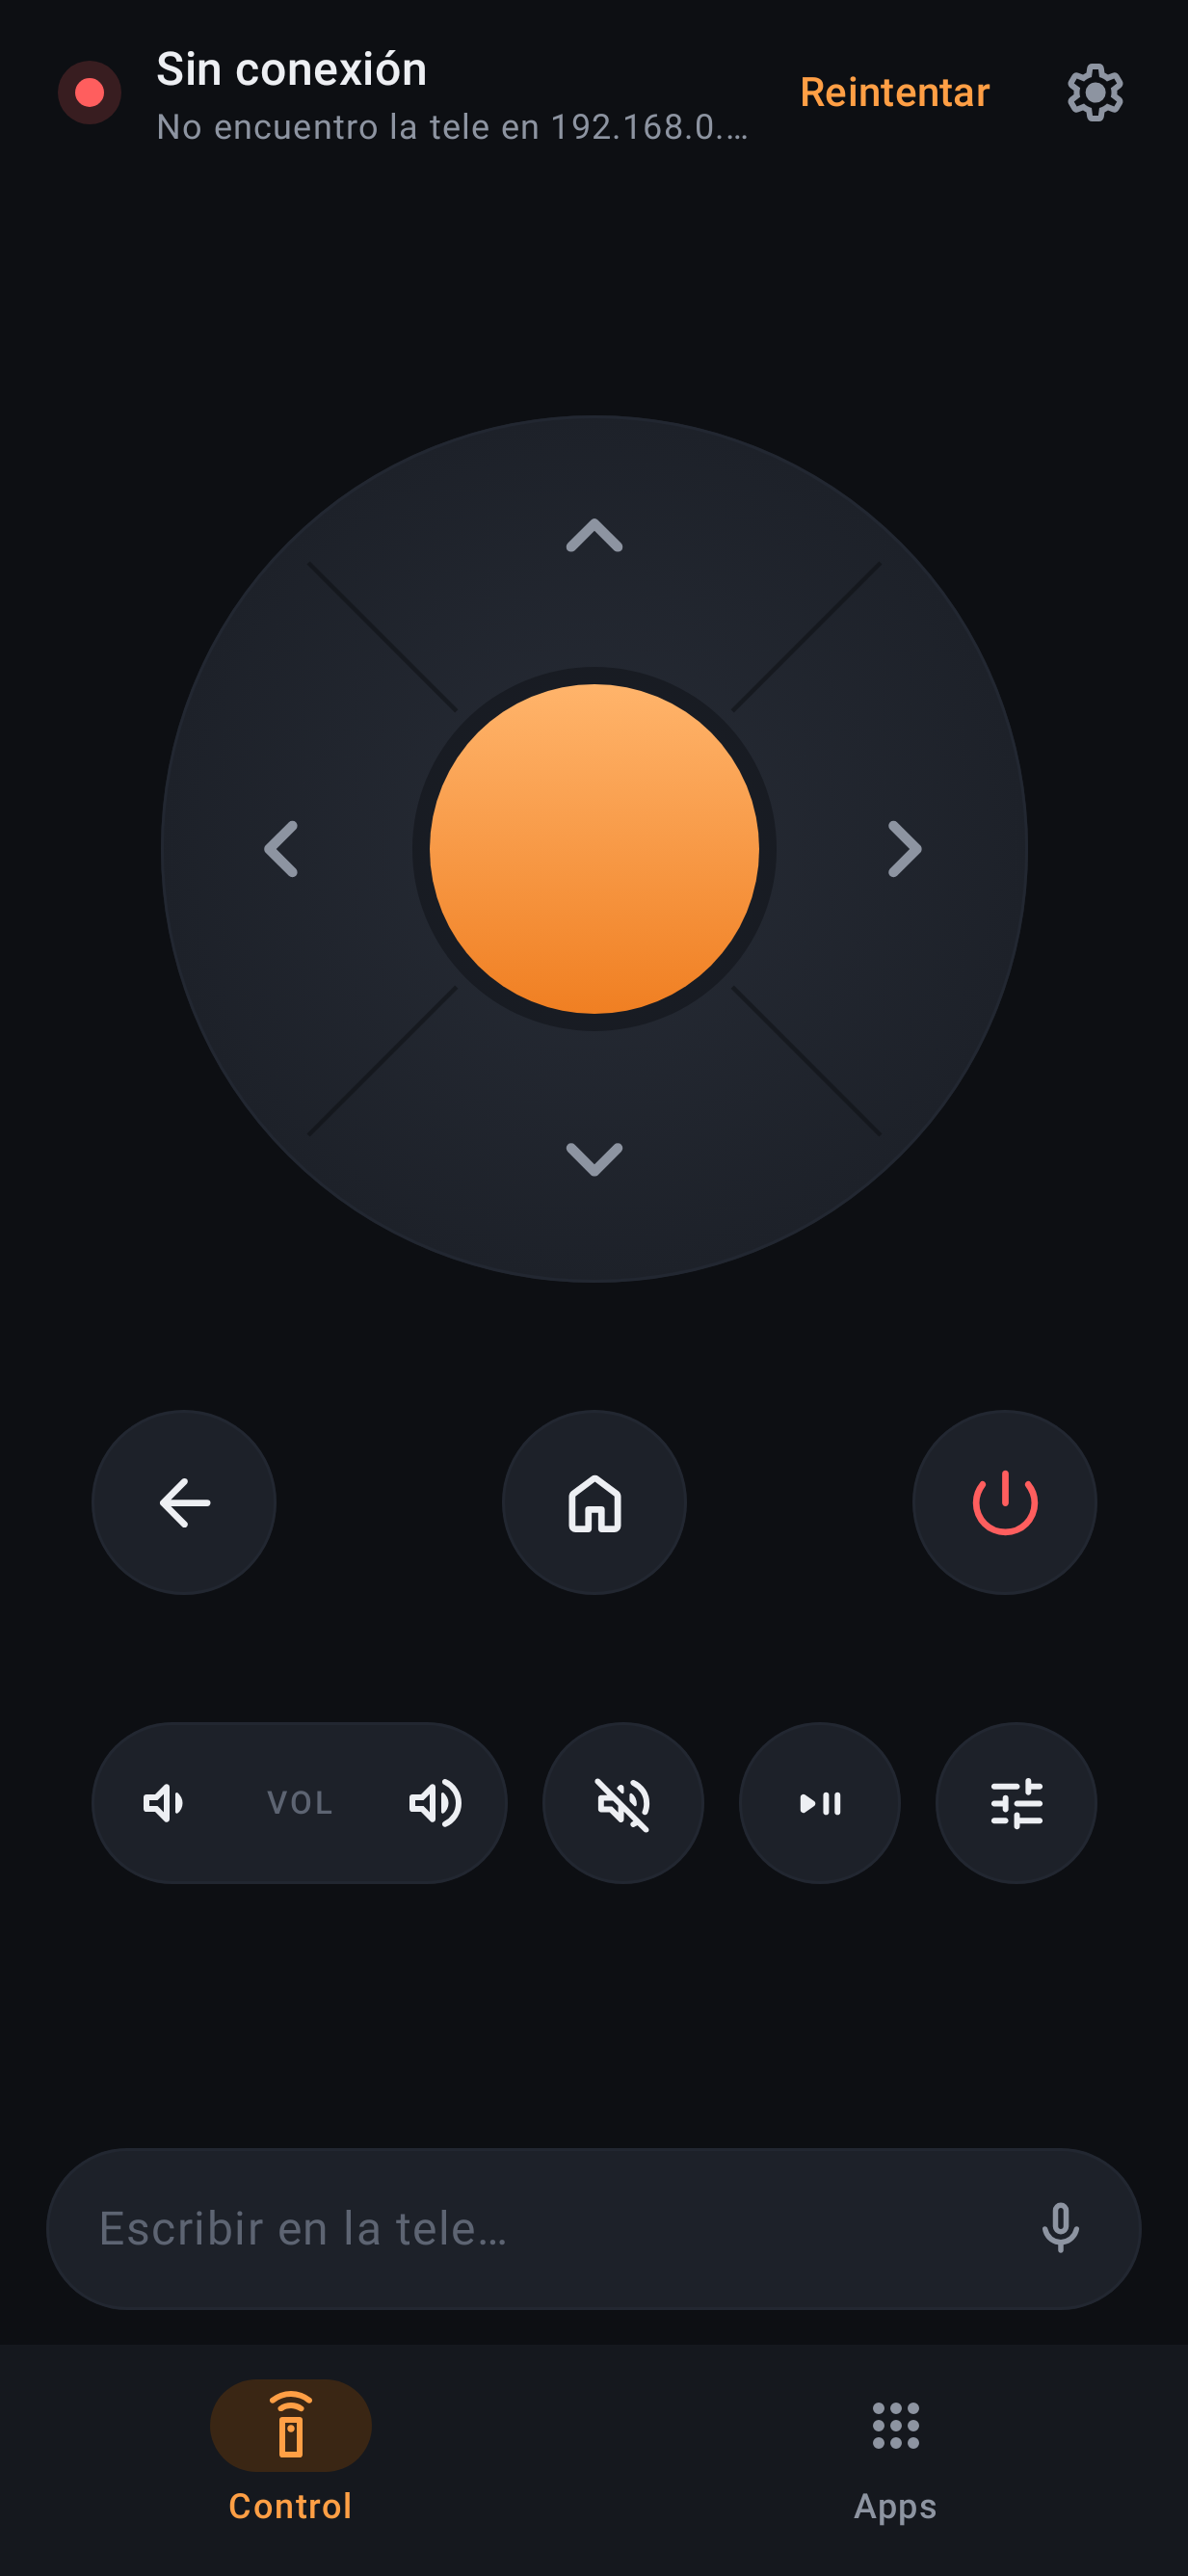 Sin conexión
No encuentro la tele en 192.168.0.…
Reintentar
VOL
Escribir en la tele…
Control
Apps